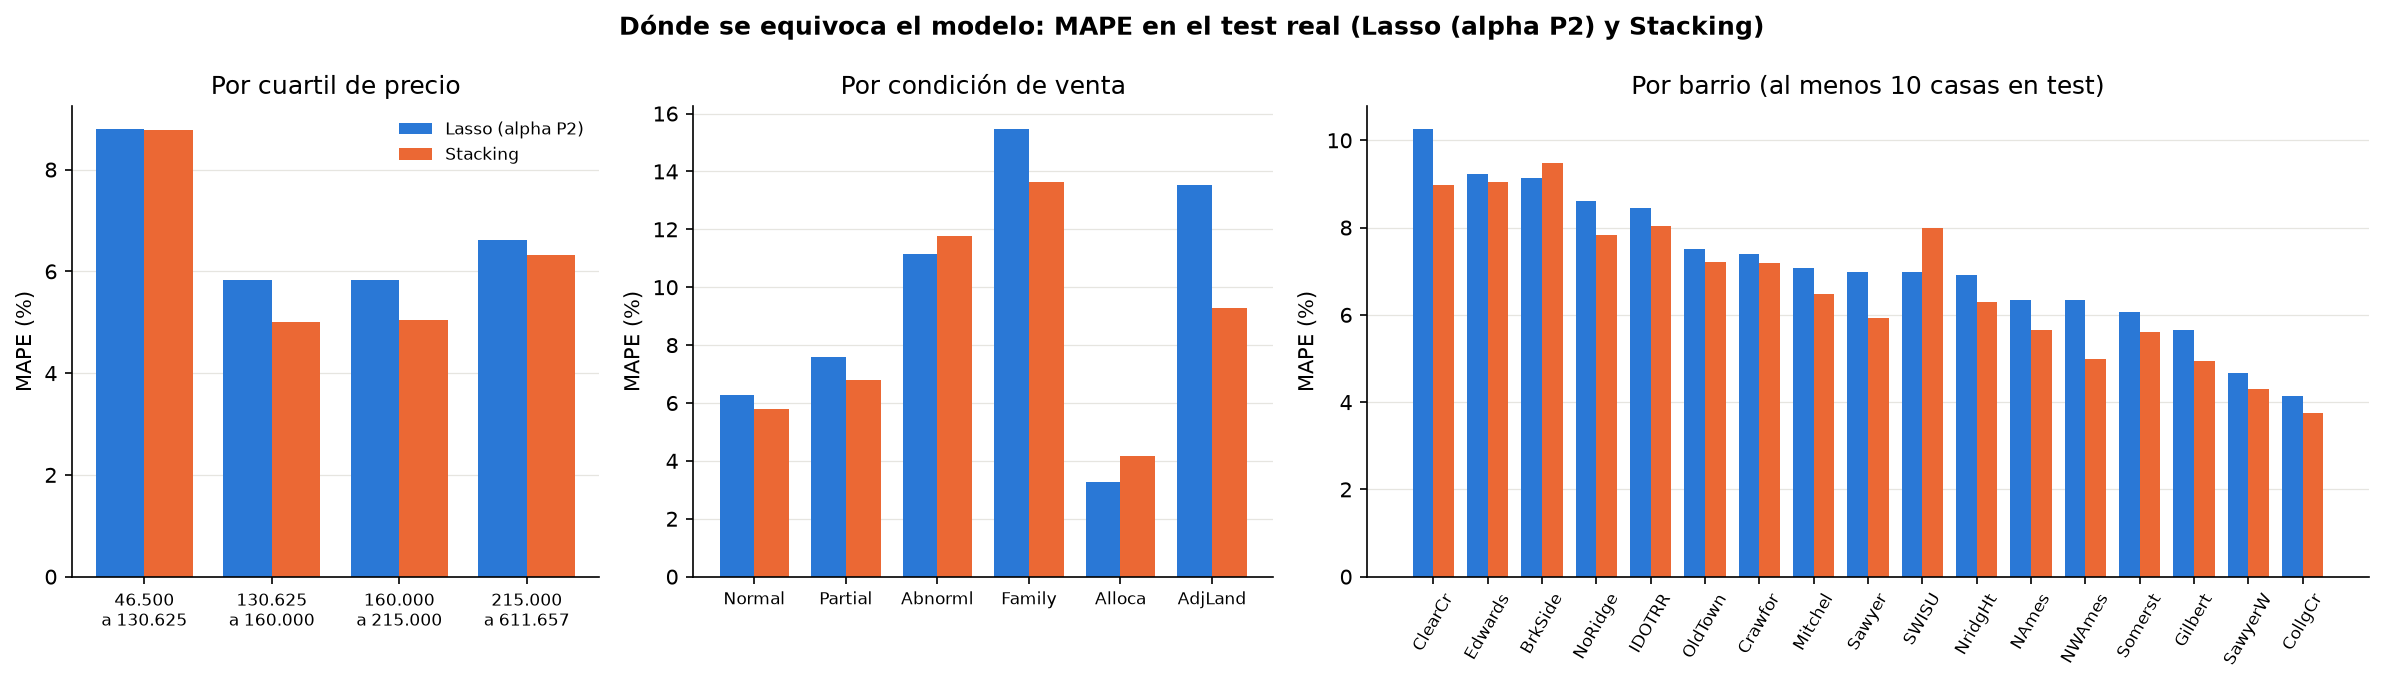 Dónde se equivoca el modelo: MAPE en el test real (Lasso (alpha P2) y Stacking)
Por cuartil de precio
MAPE (%)
8
6
4
2
0
Lasso (alpha P2)
Stacking
46.500 130.625 160.000 215.000
a 130.625 a 160.000 a 215.000 a 611.657
Por condición de venta
MAPE (%)
16
14
12
10
8
6
4
2
0
Normal Partial Abnorml Family Alloca AdjLand
Por barrio (al menos 10 casas en test)
MAPE (%)
10
8
6
4
2
0
ClearCr Edwards BrkSide NoRidge IDOTRR OldTown Crawfor Mitchel Sawyer SWISU NridgHt NAmes NWAmes Somerst Gilbert SawyerW CollgCr